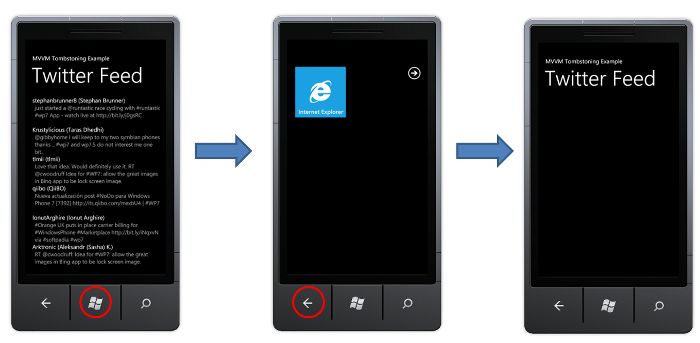 MVVM Tombstoning Example
Twitter Feed
stephanbrunner8 (Stephan Brunner)
just started a @runtastic race cycling with #runtastic
#wp7 App - watch live at http://bit.ly/j0gsRC
Krustylicious (Taras Dhedhi)
@gibbyhome I will keep to my two symbian phones
thanks... #wp7 and wp7.5 do not interest me one
bit..
tlmii (tlmii)
Love that idea. Would definitely use it. RT
@cwoodruff Idea for #WP7: allow the great images
in Bing app to be lock screen image.
qiibo (QiiBO)
Nueva actualización post #NoDo para Windows
Phone 7 [7392] http://its.qiibo.com/mexbU4 | #WP7
IonutArghire (Ionut Arghire)
#Orange UK puts in place carrier billing for
#WindowsPhone #Marketplace http://bit.ly/iNxpvN
via #softpedia #wp7
Arktronic (Aleksandr (Sasha) K.)
RT @cwoodruff: Idea for #WP7: allow the great
images in Bing app to be lock screen image.
Internet Explorer
MVVM Tombstoning Example
Twitter Feed